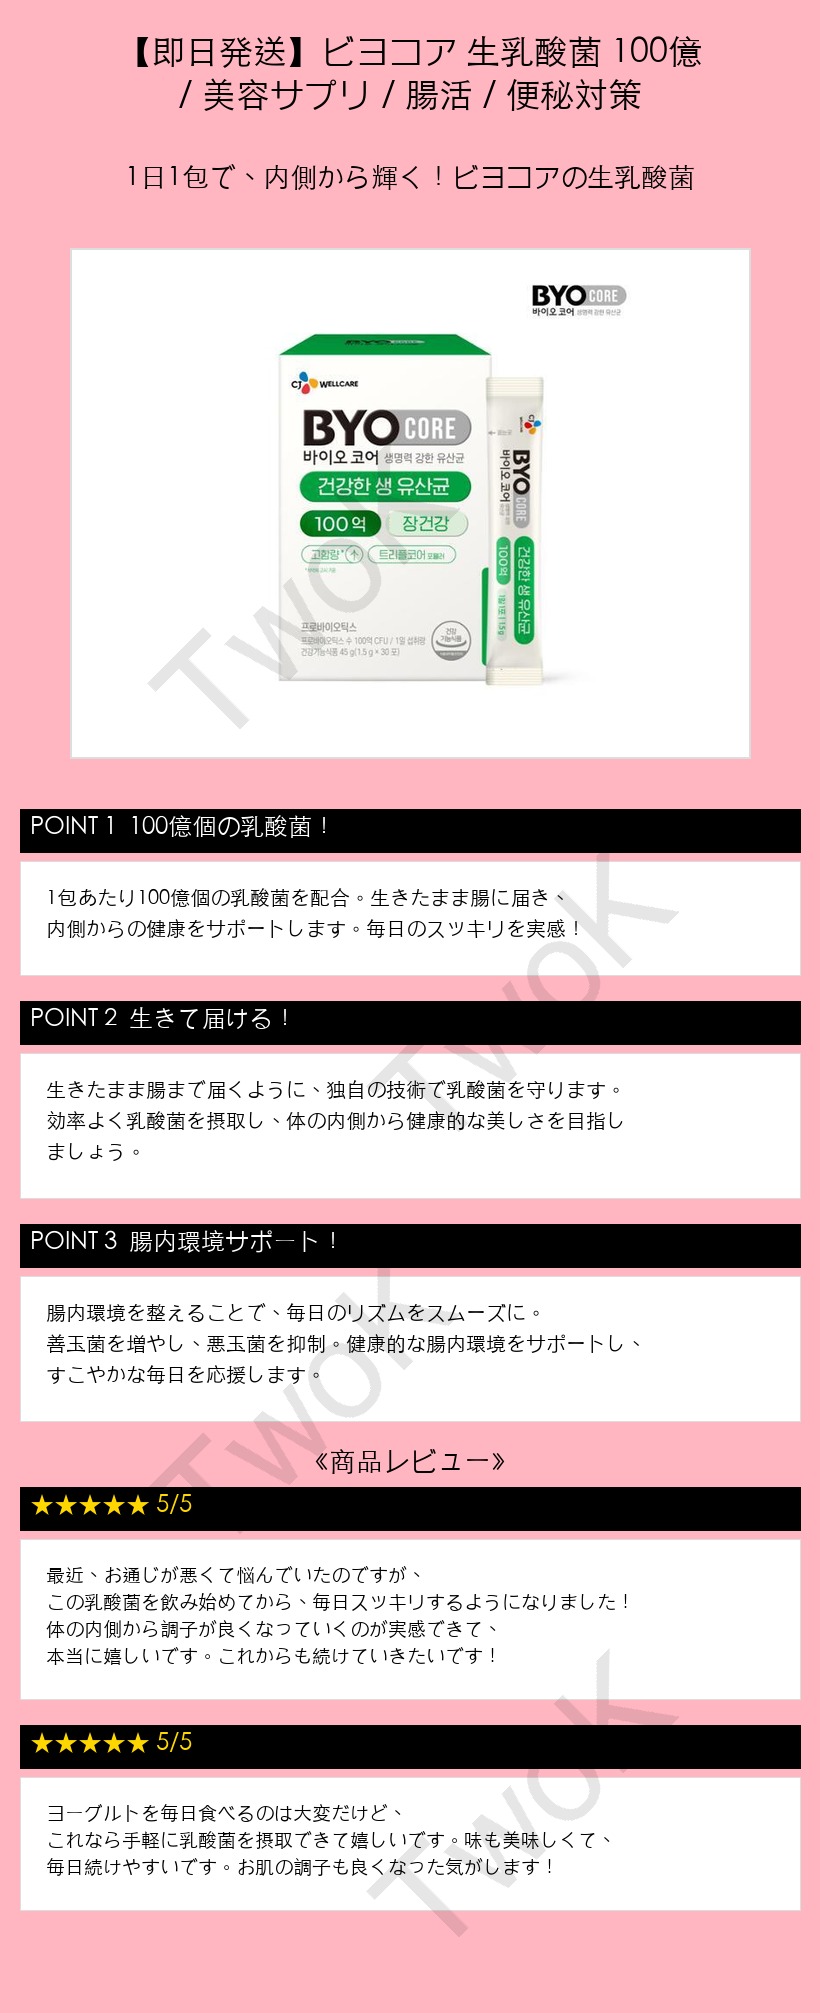 【即日発送】ビヨコア 生乳酸菌 100億
/ 美容サプリ / 腸活 / 便秘対策
1日1包で、内側から輝く！ビヨコアの生乳酸菌
BYO CORE
바이오 코어 생명력 강한 유산균
BYO CORE
CJ WELLCARE
BYO CORE
바이오 코어 생명력 강한 유산균
건강한 생 유산균
100억 장건강
고함량* 트리플코어 포뮬러
프로바이오틱스
프로바이오틱스 수 100억 CFU / 1일 섭취량
건강기능식품 45 g(1.5 g × 30 포)
건강
기능식품
CJ WELLCARE
BYO CORE
바이오 코어
100억 건강한 생 유산균
1일 1포 | 1.5g
TwoK
POINT 1 100億個の乳酸菌！
1包あたり100億個の乳酸菌を配合。生きたまま腸に届き、
内側からの健康をサポートします。毎日のスッキリを実感！
TwoK
POINT 2 生きて届ける！
生きたまま腸まで届くように、独自の技術で乳酸菌を守ります。
効率よく乳酸菌を摂取し、体の内側から健康的な美しさを目指し
ましょう。
POINT 3 腸内環境サポート！
腸内環境を整えることで、毎日のリズムをスムーズに。
善玉菌を増やし、悪玉菌を抑制。健康的な腸内環境をサポートし、
すこやかな毎日を応援します。
TwoK
《商品レビュー》
★★★★★ 5/5
最近、お通じが悪くて悩んでいたのですが、
この乳酸菌を飲み始めてから、毎日スッキリするようになりました！
体の内側から調子が良くなっていくのが実感できて、
本当に嬉しいです。これからも続けていきたいです！
★★★★★ 5/5
ヨーグルトを毎日食べるのは大変だけど、
これなら手軽に乳酸菌を摂取できて嬉しいです。味も美味しくて、
毎日続けやすいです。お肌の調子も良くなった気がします！
TwoK